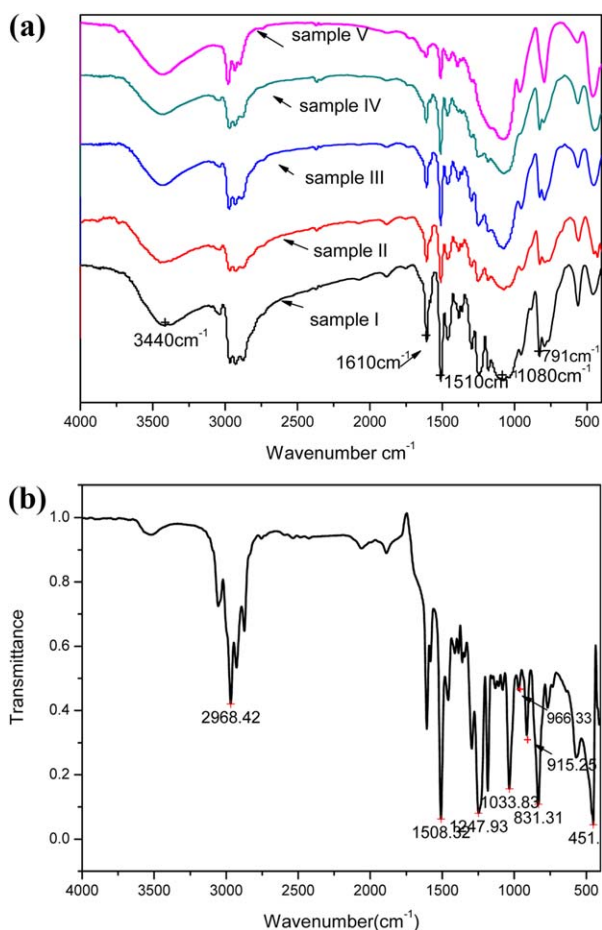 (a)
sample V
sample IV
sample III
sample II
sample I
3440cm-1
1610cm-1
1510cm-1
1080cm-1
791cm-1
4000 3500 3000 2500 2000 1500 1000 500
Wavenumber cm-1
(b)
1.0
0.8
0.6
0.4
0.2
0.0
Transmittance
2968.42
966.33
915.25
1033.83
831.31
1508.32
1247.93
451.
4000 3500 3000 2500 2000 1500 1000 500
Wavenumber(cm-1)